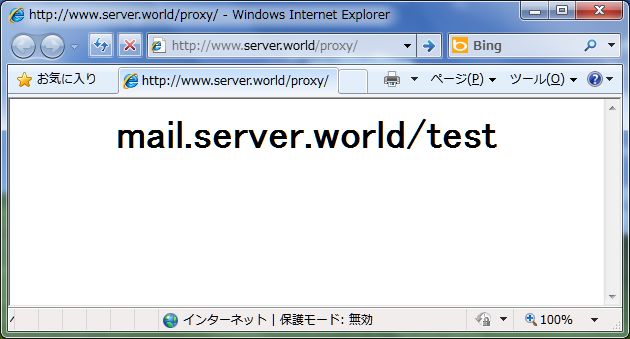 http://www.server.world/proxy/ - Windows Internet Explorer
http://www.server.world/proxy/
Bing
お気に入り
http://www.server.world/proxy/
ページ(P)
ツール(O)
mail.server.world/test
インターネット | 保護モード: 無効
100%